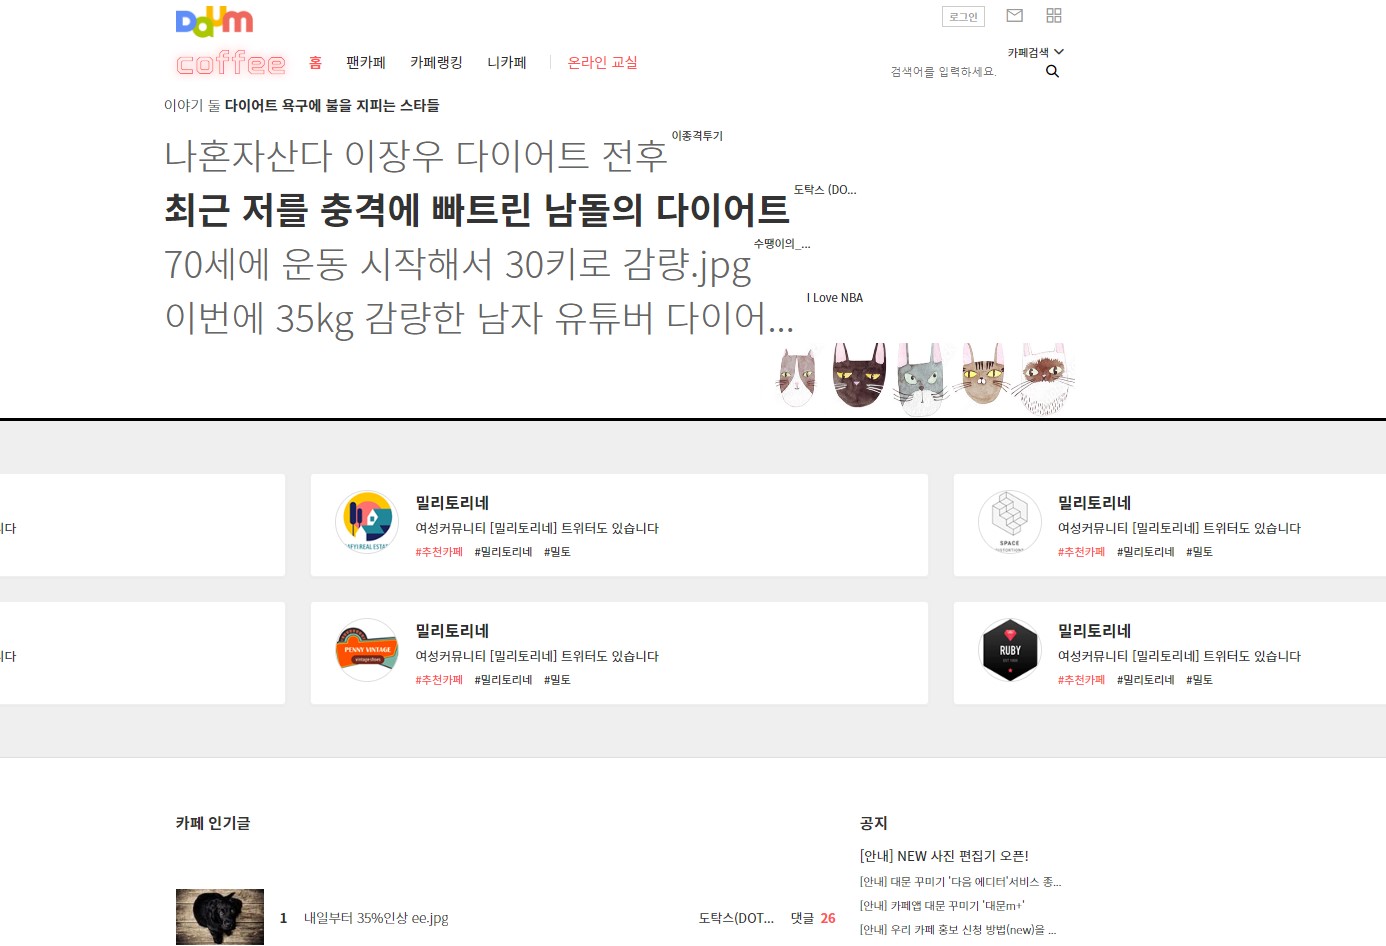 Daum
로그인
coffee
홈 팬카페 카페랭킹 니카페 온라인 교실
카페검색
검색어를 입력하세요.
이야기 둘 다이어트 욕구에 불을 지피는 스타들
나혼자산다 이장우 다이어트 전후 이종격투기
최근 저를 충격에 빠트린 남돌의 다이어트 도탁스 (DO...
70세에 운동 시작해서 30키로 감량.jpg 수땡이의_...
이번에 35kg 감량한 남자 유튜버 다이어... I Love NBA
밀리토리네
여성커뮤니티 [밀리토리네] 트위터도 있습니다
#추천카페 #밀리토리네 #밀토
밀리토리네
여성커뮤니티 [밀리토리네] 트위터도 있습니다
#추천카페 #밀리토리네 #밀토
SPACE
니다
밀리토리네
여성커뮤니티 [밀리토리네] 트위터도 있습니다
#추천카페 #밀리토리네 #밀토
PENNY VINTAGE
밀리토리네
여성커뮤니티 [밀리토리네] 트위터도 있습니다
#추천카페 #밀리토리네 #밀토
RUBY
니다
카페 인기글
1 내일부터 35%인상 ee.jpg 도탁스(DOT... 댓글 26
공지
[안내] NEW 사진 편집기 오픈!
[안내] 대문 꾸미기 '다음 에디터'서비스 종...
[안내] 카페앱 대문 꾸미기 '대문m+'
[안내] 우리 카페 홍보 신청 방법(new)을 ...